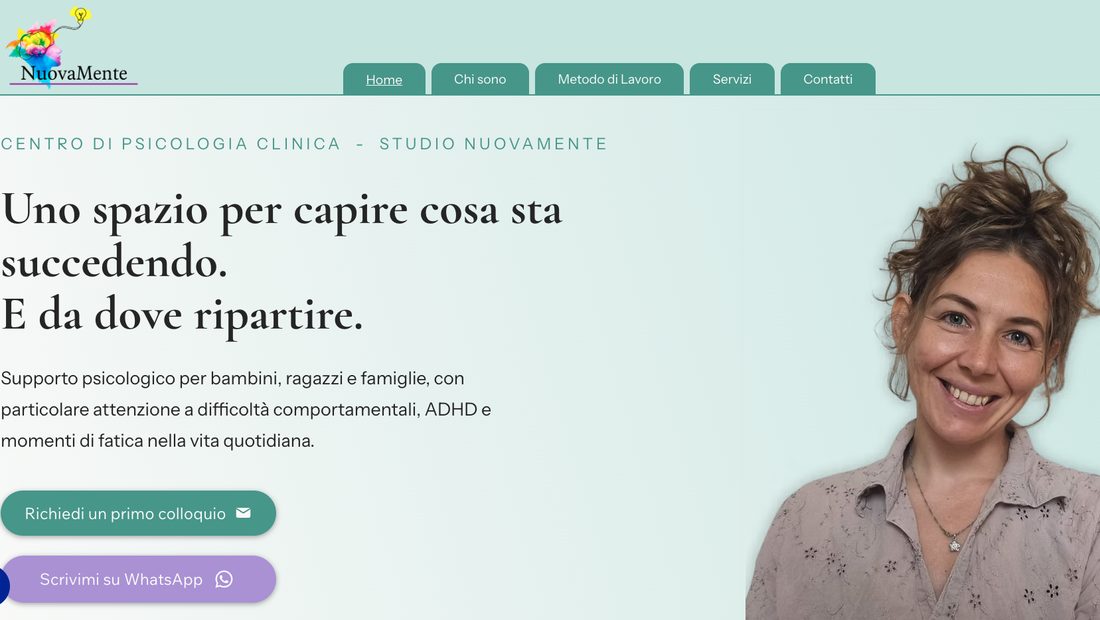 NuovaMente
Home
Chi sono
Metodo di Lavoro
Servizi
Contatti
CENTRO DI PSICOLOGIA CLINICA - STUDIO NUOVAMENTE
Uno spazio per capire cosa sta
succedendo.
E da dove ripartire.
Supporto psicologico per bambini, ragazzi e famiglie, con
particolare attenzione a difficoltà comportamentali, ADHD e
momenti di fatica nella vita quotidiana.
Richiedi un primo colloquio
Scrivimi su WhatsApp